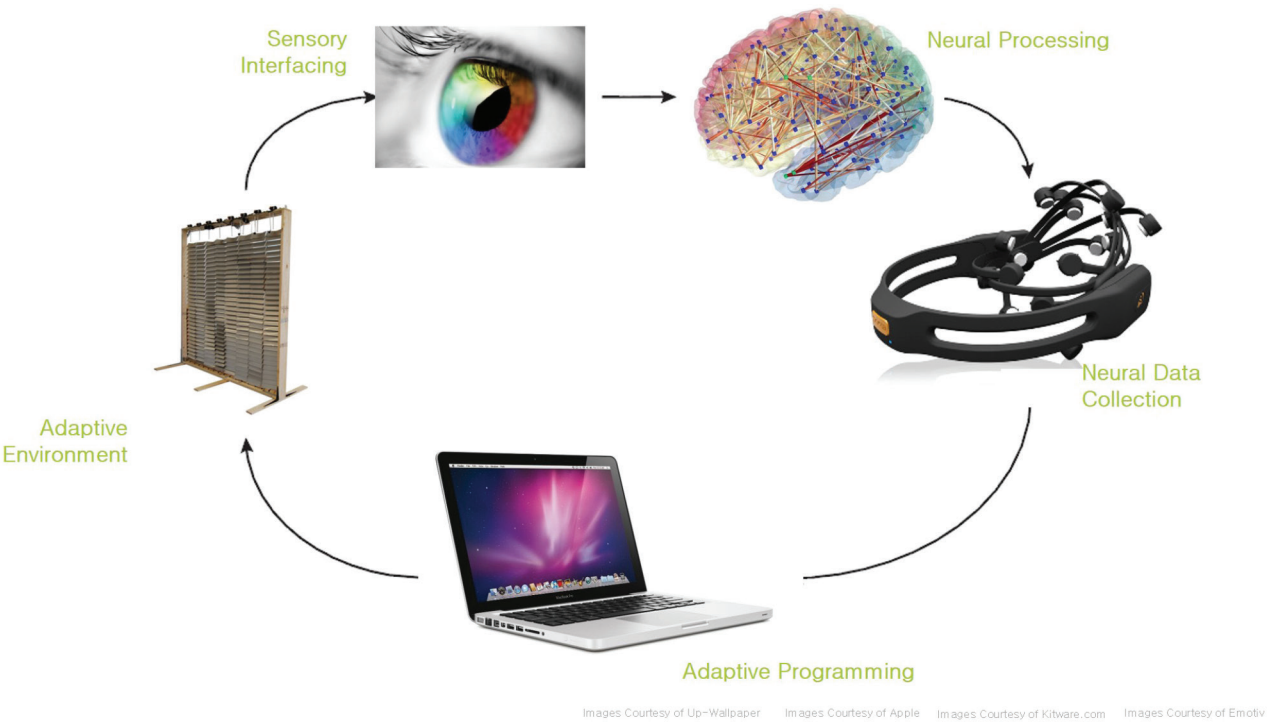 Sensory
Interfacing
Neural Processing
Neural Data
Collection
Adaptive
Environment
Adaptive Programming
Images Courtesy of Up-Wallpaper
Images Courtesy of Apple
Images Courtesy of Kitware.com
Images Courtesy of Emotiv